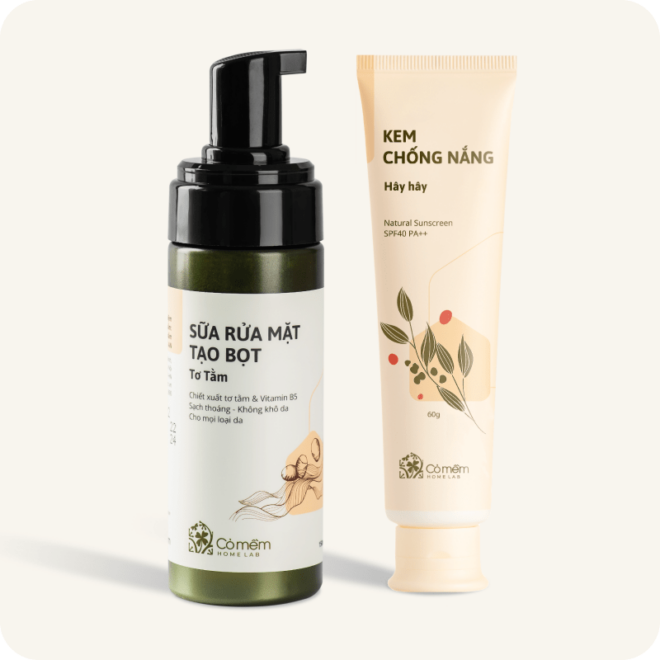 SỮA RỬA MẶT
TẠO BỌT
Tơ Tằm
Chiết xuất tơ tằm & Vitamin B5
Sạch thoáng - Không khô da
Cho mọi loại da
Cỏ mềm
HOME LAB
KEM
CHỐNG NẮNG
Hây hây
Natural Sunscreen
SPF40 PA++
60g
Cỏ mềm
HOME LAB